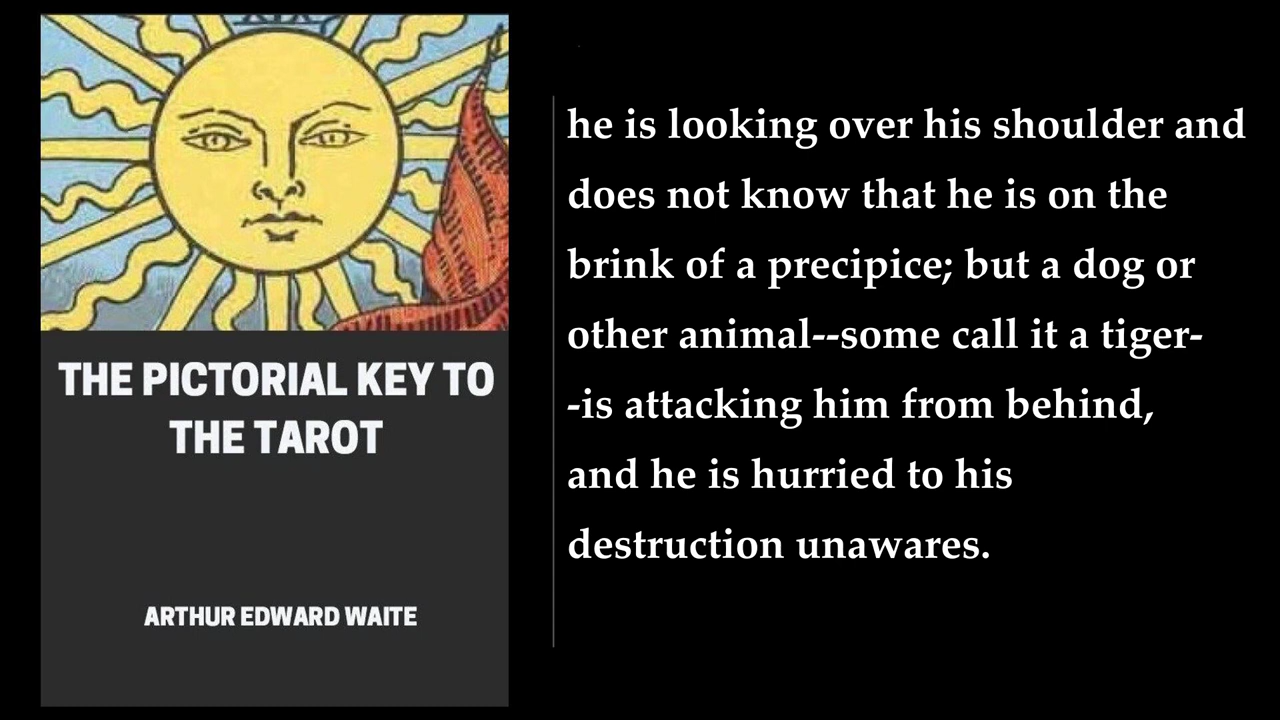 XIX
THE PICTORIAL KEY TO
THE TAROT
ARTHUR EDWARD WAITE
he is looking over his shoulder and
does not know that he is on the
brink of a precipice; but a dog or
other animal--some call it a tiger-
-is attacking him from behind,
and he is hurried to his
destruction unawares.